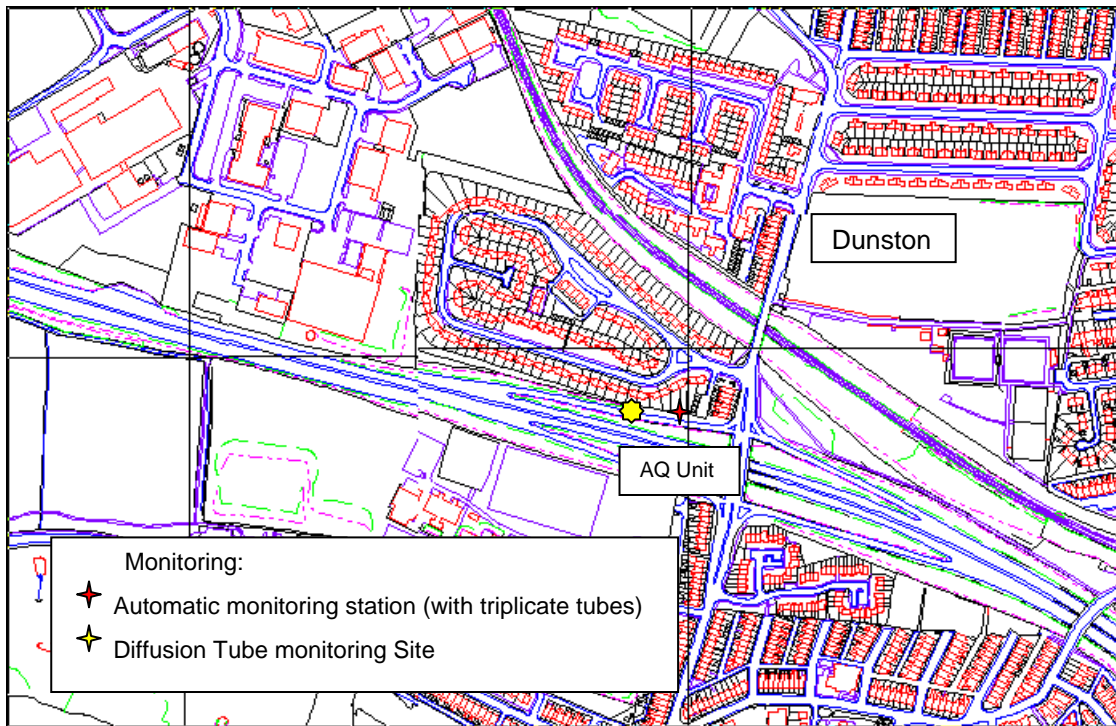 Dunston
AQ Unit
Monitoring:
Automatic monitoring station (with triplicate tubes)
Diffusion Tube monitoring Site